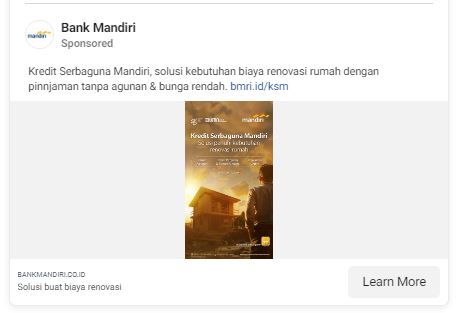 Bank Mandiri
Sponsored
mandiri
Kredit Serbaguna Mandiri, solusi kebutuhan biaya renovasi rumah dengan
pinnjaman tanpa agunan & bunga rendah. bmri.id/ksm
BUMN
mandiri
Kredit Serbaguna Mandiri
Solusi penuhi kebutuhan
renovasi rumah
BANKMANDIRI.CO.ID
Solusi buat biaya renovasi
Learn More